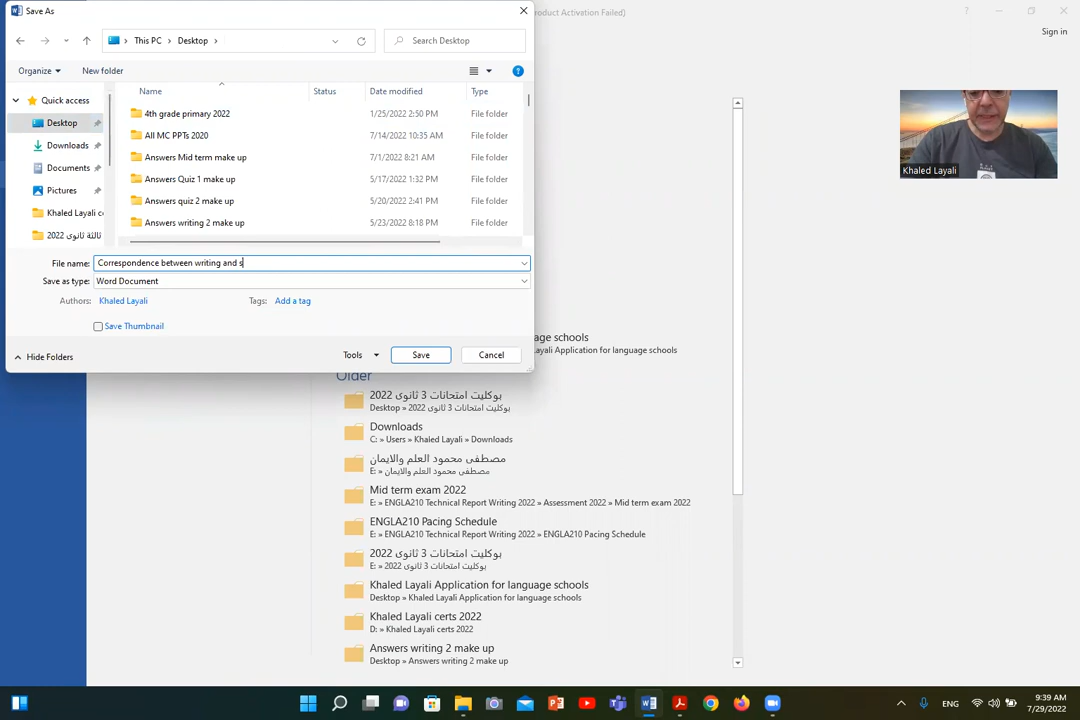 Save As
roduct Activation Failed)
Sign in
This PC
Desktop
Search Desktop
Organize
New folder
Name
Status
Date modified
Type
Quick access
4th grade primary 2022
1/25/2022 2:50 PM
File folder
Desktop
All MC PPTs 2020
7/14/2022 10:35 AM
File folder
Downloads
Answers Mid term make up
7/1/2022 8:21 AM
File folder
Documents
Answers Quiz 1 make up
5/17/2022 1:32 PM
File folder
Pictures
Answers quiz 2 make up
5/20/2022 2:41 PM
File folder
Khaled Layali c
Answers writing 2 make up
5/23/2022 8:18 PM
File folder
ثالثة ثانوى 2022
File name:
Correspondence between writing and s
Save as type:
Word Document
Authors:
Khaled Layali
Tags:
Add a tag
Save Thumbnail
Hide Folders
Tools
Save
Cancel
Khaled Layali
age schools
ayali Application for language schools
Older
بوكليت امتحانات 3 ثانوى 2022
Desktop » بوكليت امتحانات 3 ثانوى 2022
Downloads
C: » Users » Khaled Layali » Downloads
مصطفى محمود العلم والايمان
E: » مصطفى محمود العلم والايمان
Mid term exam 2022
E: » ENGLA210 Technical Report Writing 2022 » Assessment 2022 » Mid term exam 2022
ENGLA210 Pacing Schedule
E: » ENGLA210 Technical Report Writing 2022 » ENGLA210 Pacing Schedule
بوكليت امتحانات 3 ثانوى 2022
E: » بوكليت امتحانات 3 ثانوى 2022
Khaled Layali Application for language schools
Desktop » Khaled Layali Application for language schools
Khaled Layali certs 2022
D: » Khaled Layali certs 2022
Answers writing 2 make up
Desktop » Answers writing 2 make up
ENG
9:39 AM
7/29/2022